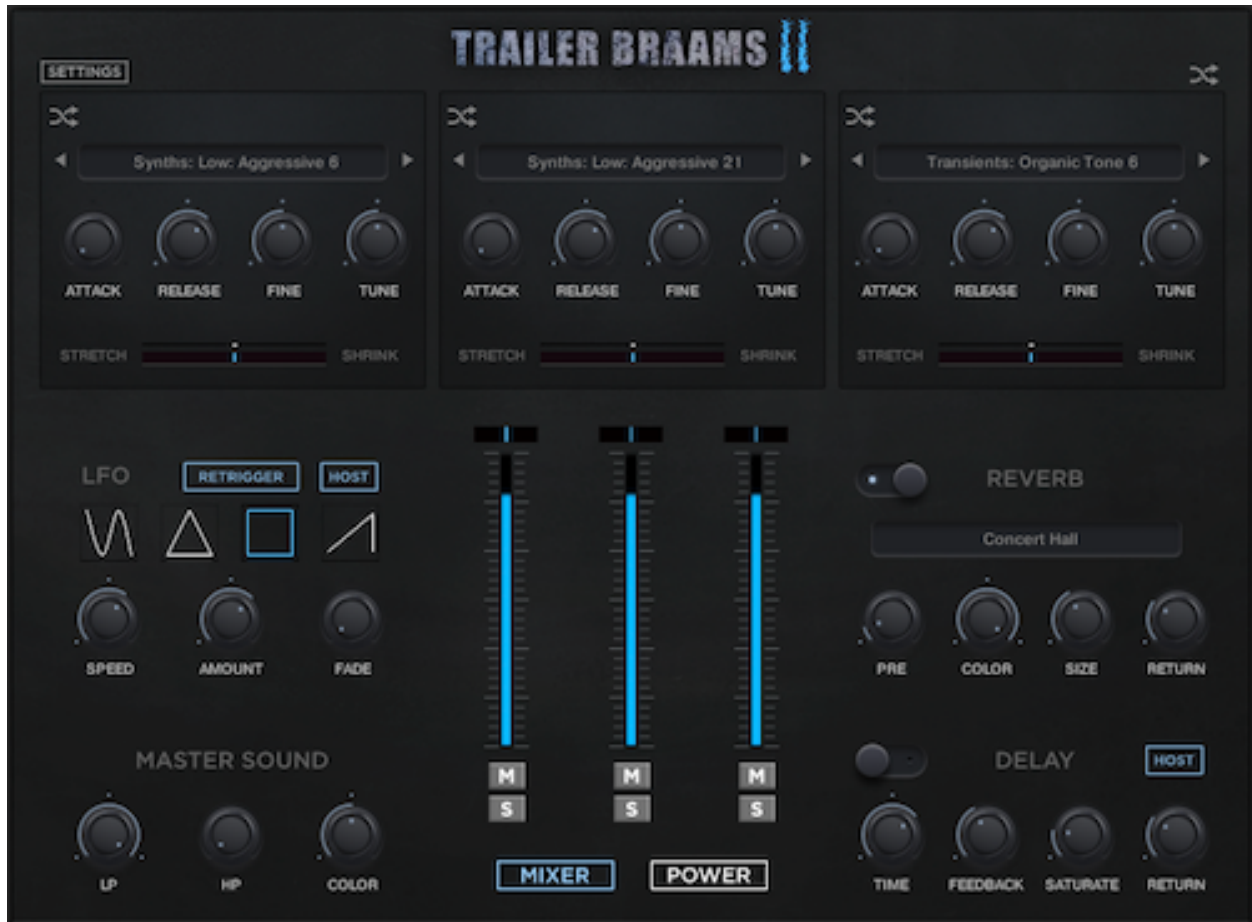 TRAILER BRAAMS II
SETTINGS
Synths: Low: Aggressive 6
Synths: Low: Aggressive 21
Transients: Organic Tone 6
ATTACK RELEASE FINE TUNE
ATTACK RELEASE FINE TUNE
ATTACK RELEASE FINE TUNE
STRETCH SHRINK
STRETCH SHRINK
STRETCH SHRINK
LFO RETRIGGER HOST
SPEED AMOUNT FADE
MASTER SOUND
LP HP COLOR
M M M
S S S
MIXER POWER
REVERB
Concert Hall
PRE COLOR SIZE RETURN
DELAY HOST
TIME FEEDBACK SATURATE RETURN